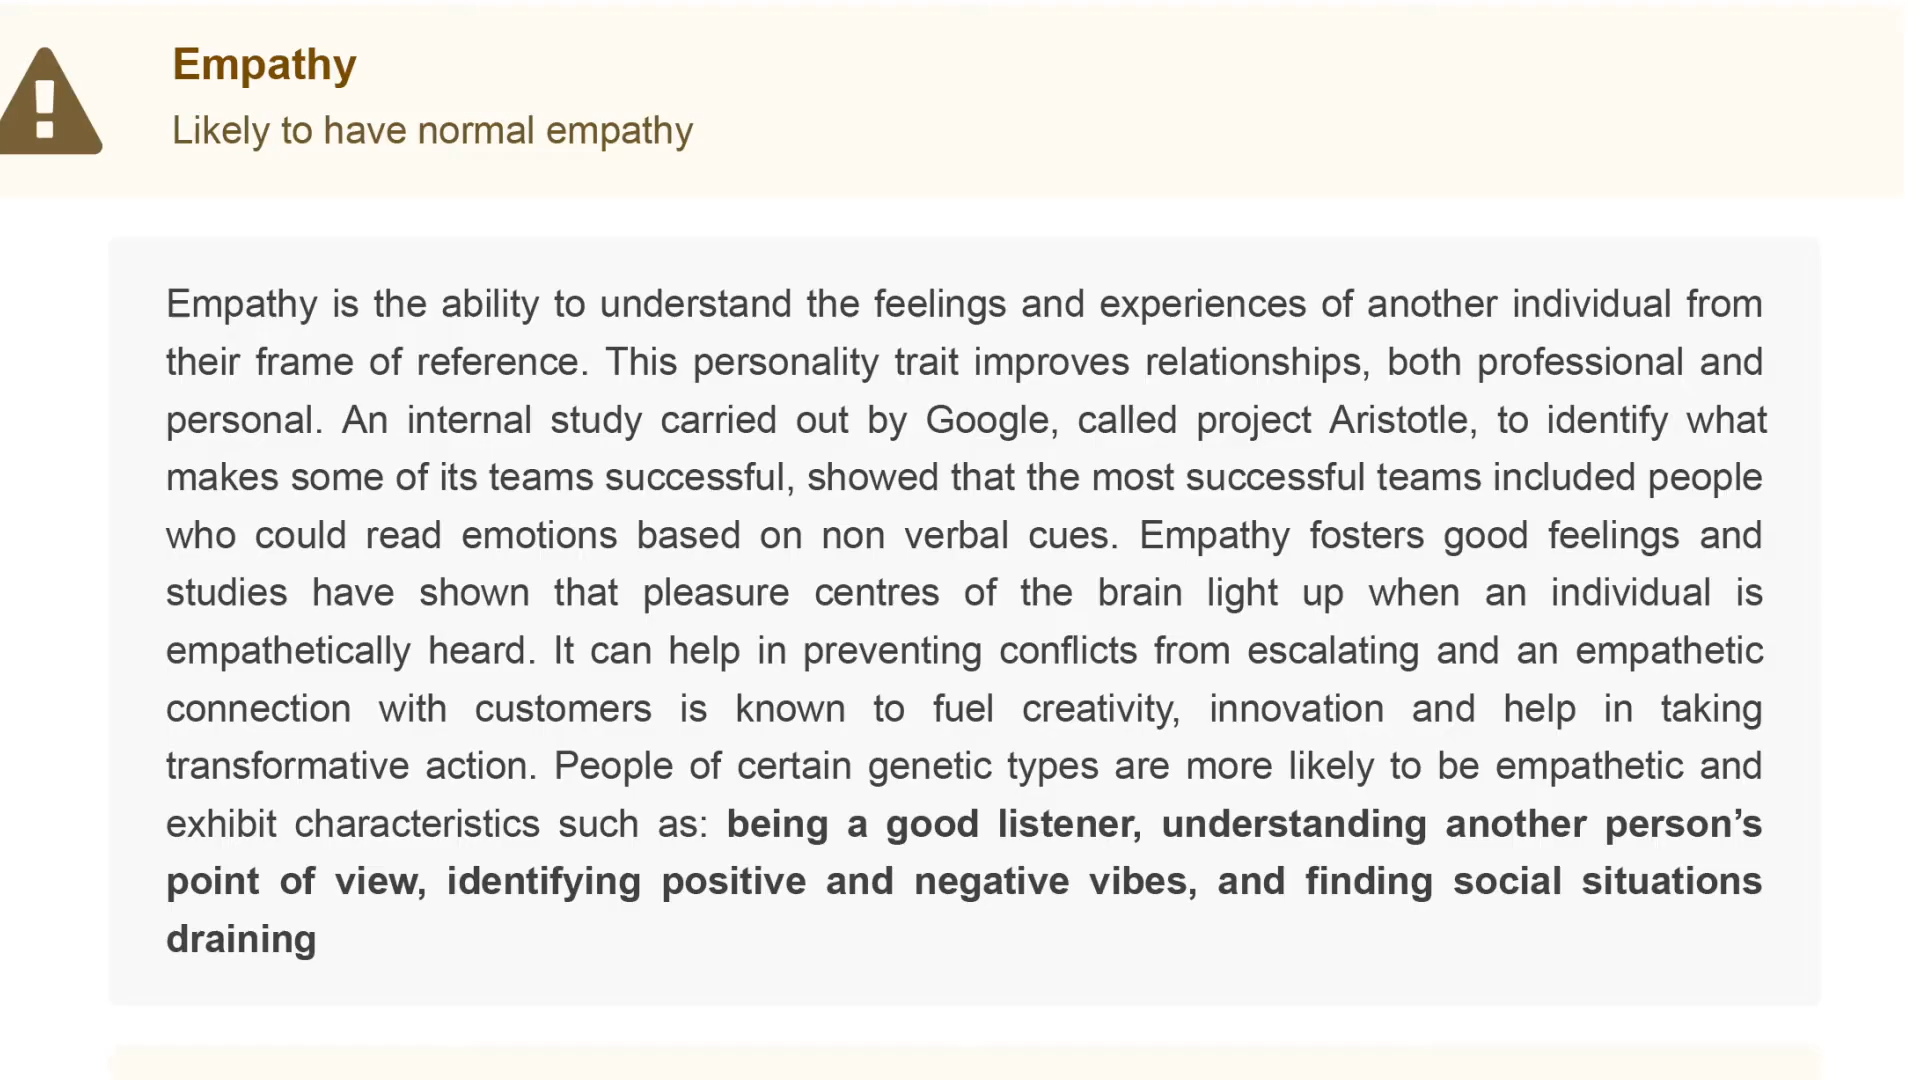 Empathy
Likely to have normal empathy
Empathy is the ability to understand the feelings and experiences of another individual from
their frame of reference. This personality trait improves relationships, both professional and
personal. An internal study carried out by Google, called project Aristotle, to identify what
makes some of its teams successful, showed that the most successful teams included people
who could read emotions based on non verbal cues. Empathy fosters good feelings and
studies have shown that pleasure centres of the brain light up when an individual is
empathetically heard. It can help in preventing conflicts from escalating and an empathetic
connection with customers is known to fuel creativity, innovation and help in taking
transformative action. People of certain genetic types are more likely to be empathetic and
exhibit characteristics such as: being a good listener, understanding another person’s
point of view, identifying positive and negative vibes, and finding social situations
draining